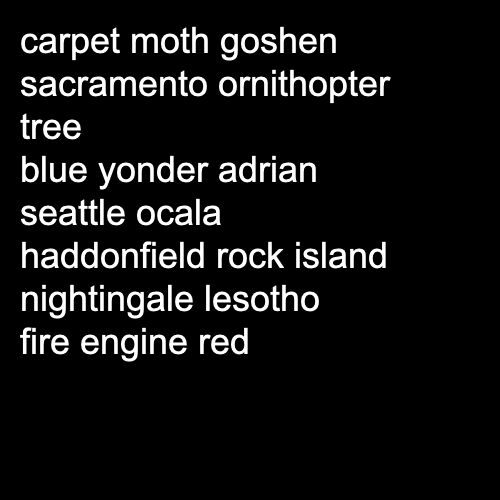 carpet moth goshen
sacramento ornithopter
tree
blue yonder adrian
seattle ocala
haddonfield rock island
nightingale lesotho
fire engine red